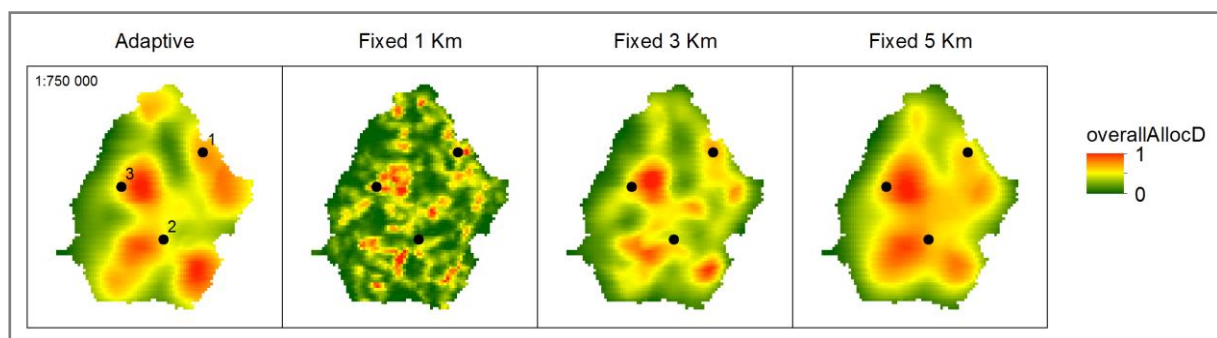 Adaptive
Fixed 1 Km
Fixed 3 Km
Fixed 5 Km
1:750 000
1
3
2
overallAllocD
1
0